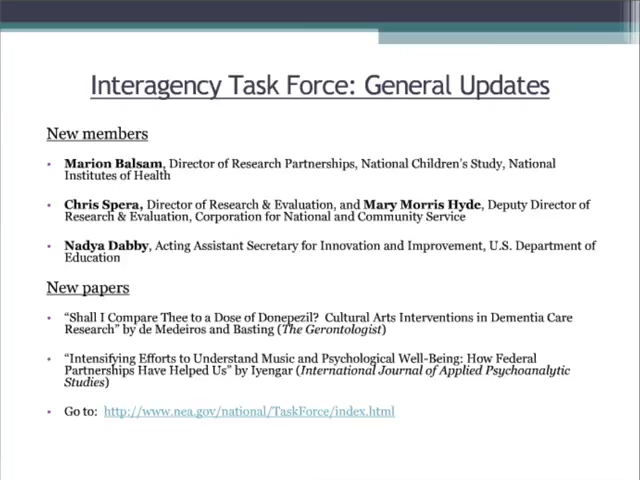 Interagency Task Force: General Updates
New members
• Marion Balsam, Director of Research Partnerships, National Children's Study, National
Institutes of Health
• Chris Spera, Director of Research & Evaluation, and Mary Morris Hyde, Deputy Director of
Research & Evaluation, Corporation for National and Community Service
• Nadya Dabby, Acting Assistant Secretary for Innovation and Improvement, U.S. Department of
Education
New papers
• “Shall I Compare Thee to a Dose of Donepezil?  Cultural Arts Interventions in Dementia Care
Research” by de Medeiros and Basting (The Gerontologist)
• “Intensifying Efforts to Understand Music and Psychological Well-Being: How Federal
Partnerships Have Helped Us” by Iyengar (International Journal of Applied Psychoanalytic
Studies)
• Go to:  http://www.nea.gov/national/TaskForce/index.html